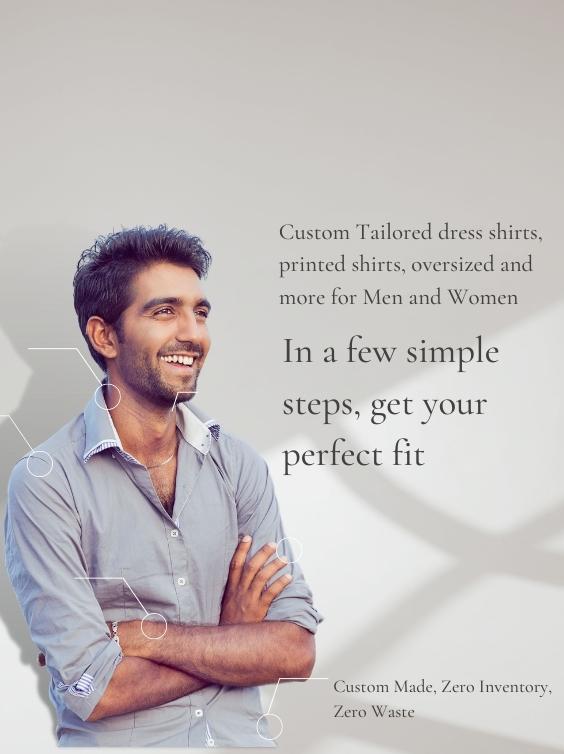 Custom Tailored dress shirts,
printed shirts, oversized and
more for Men and Women
In a few simple
steps, get your
perfect fit
Custom Made, Zero Inventory,
Zero Waste